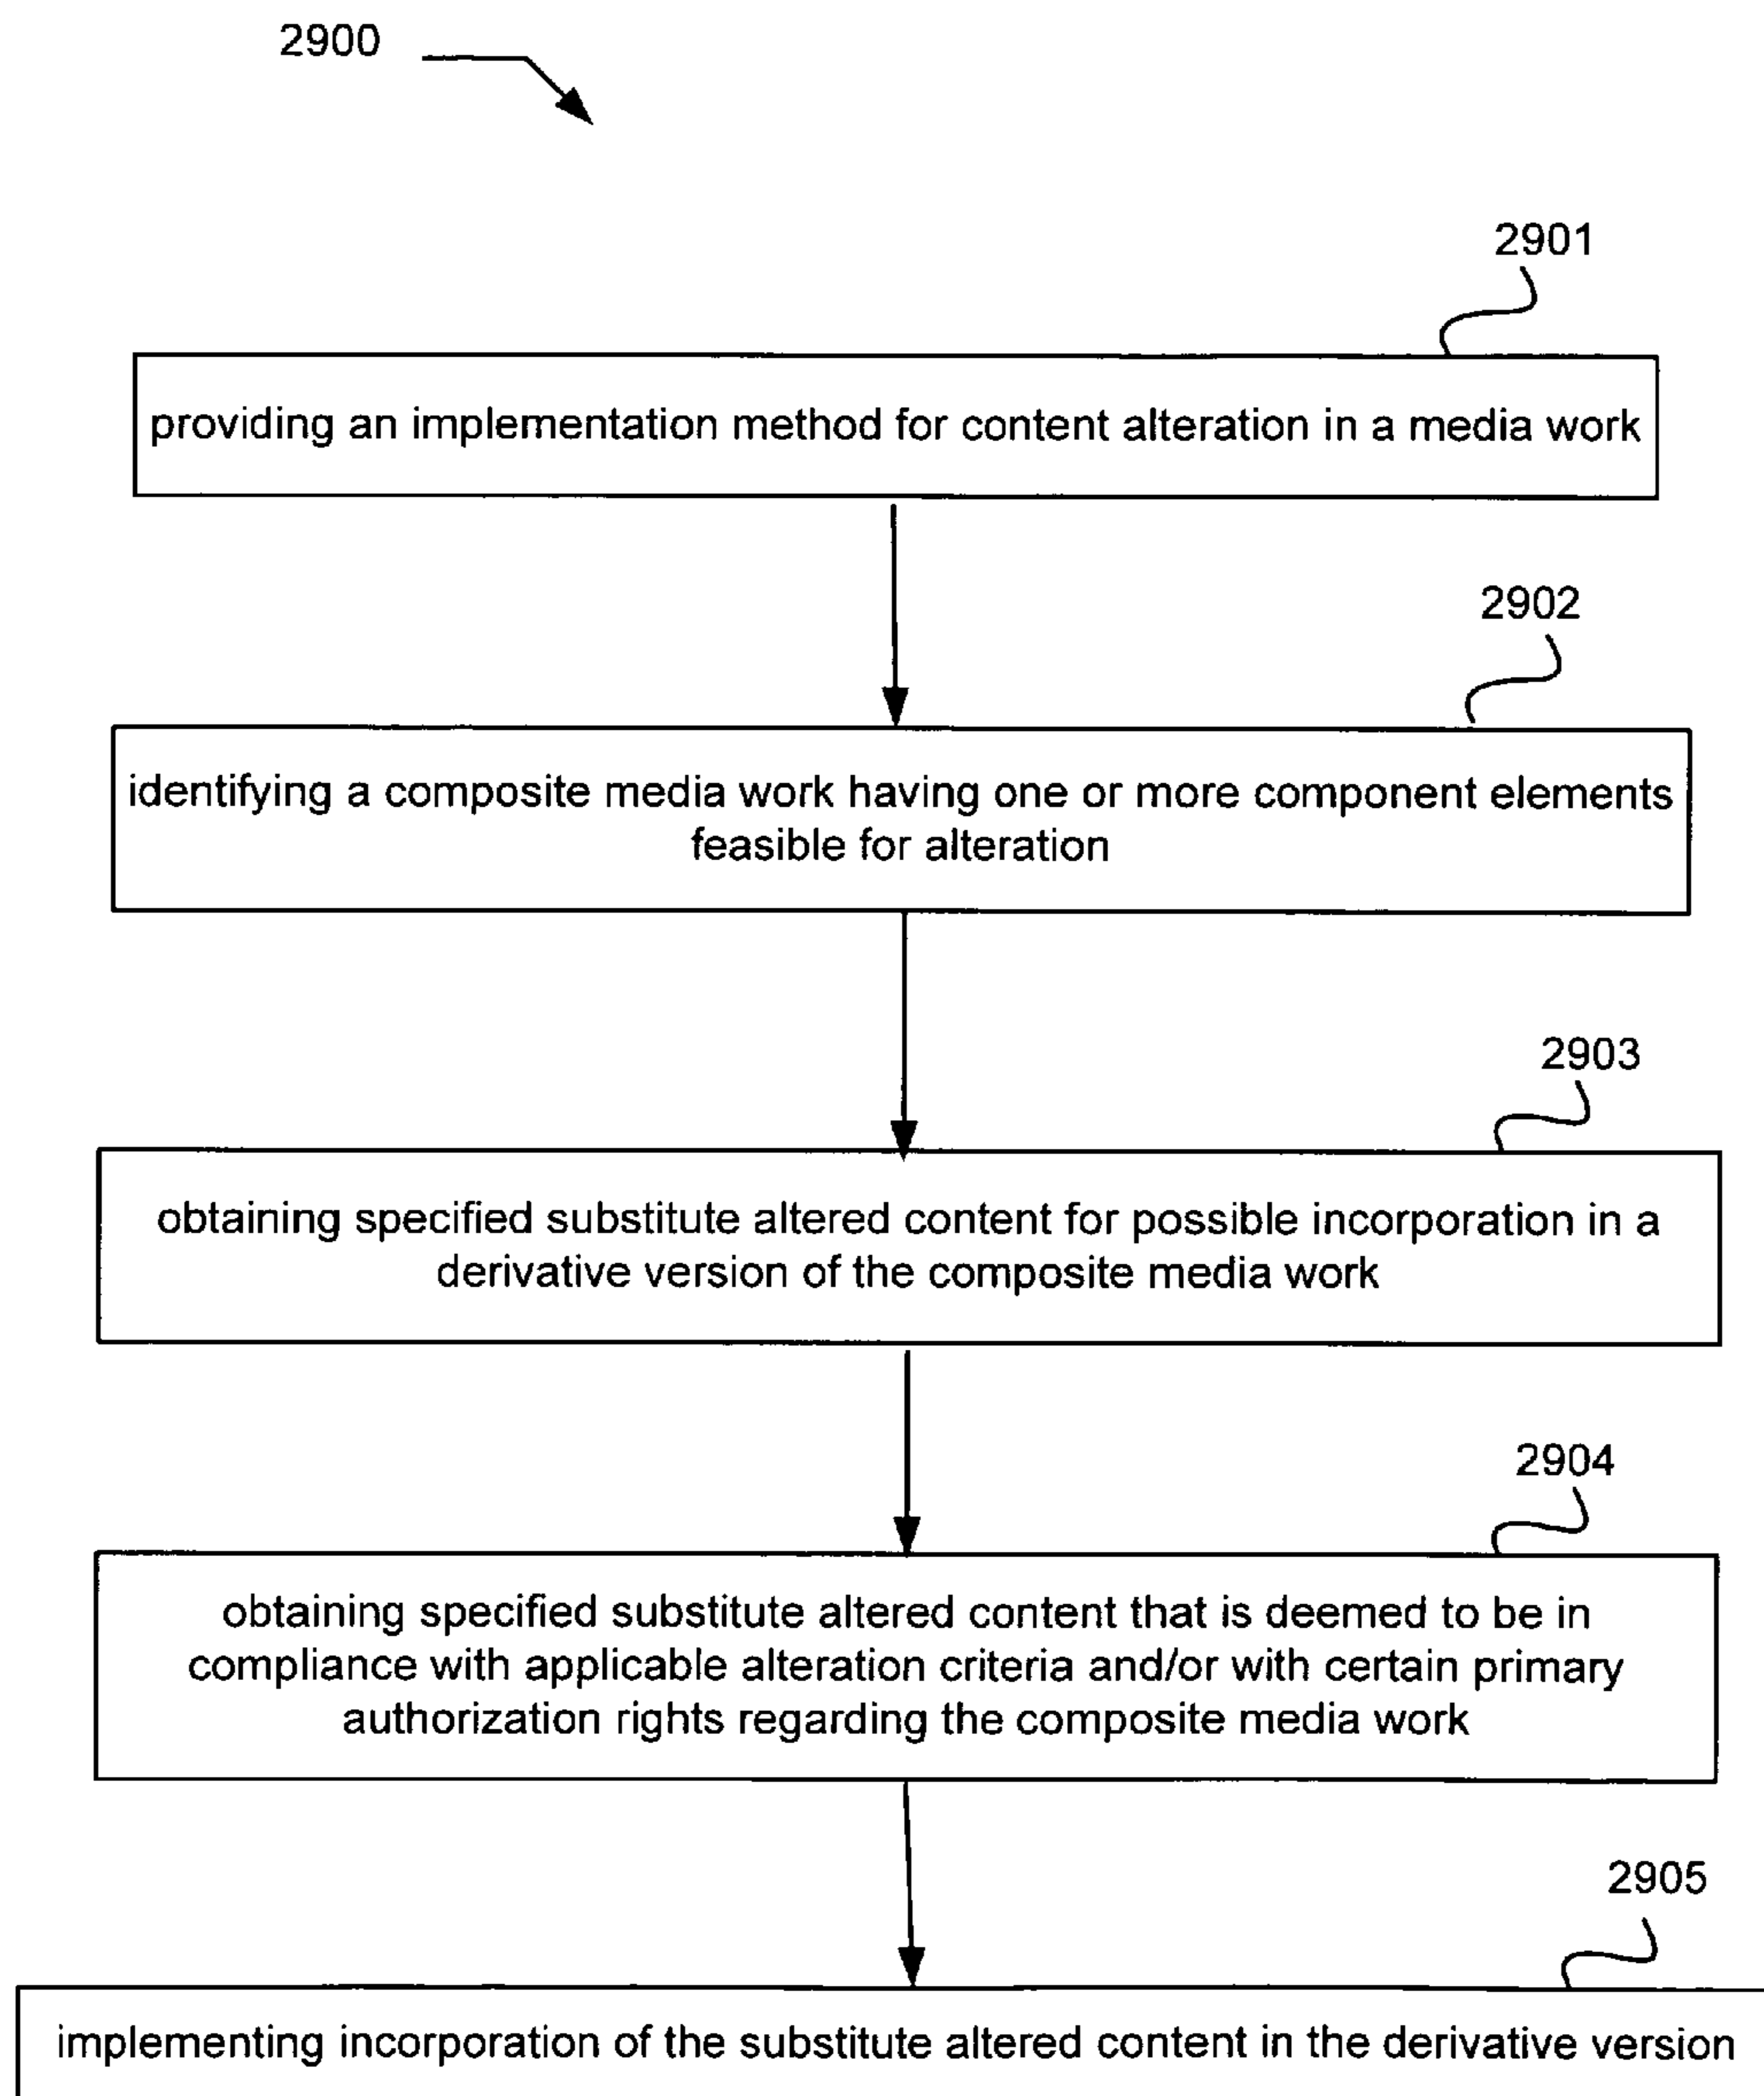 2900
2901
providing an implementation method for content alteration in a media work
2902
identifying a composite media work having one or more component elements
feasible for alteration
2903
obtaining specified substitute altered content for possible incorporation in a
derivative version of the composite media work
2904
obtaining specified substitute altered content that is deemed to be in
compliance with applicable alteration criteria and/or with certain primary
authorization rights regarding the composite media work
2905
implementing incorporation of the substitute altered content in the derivative version